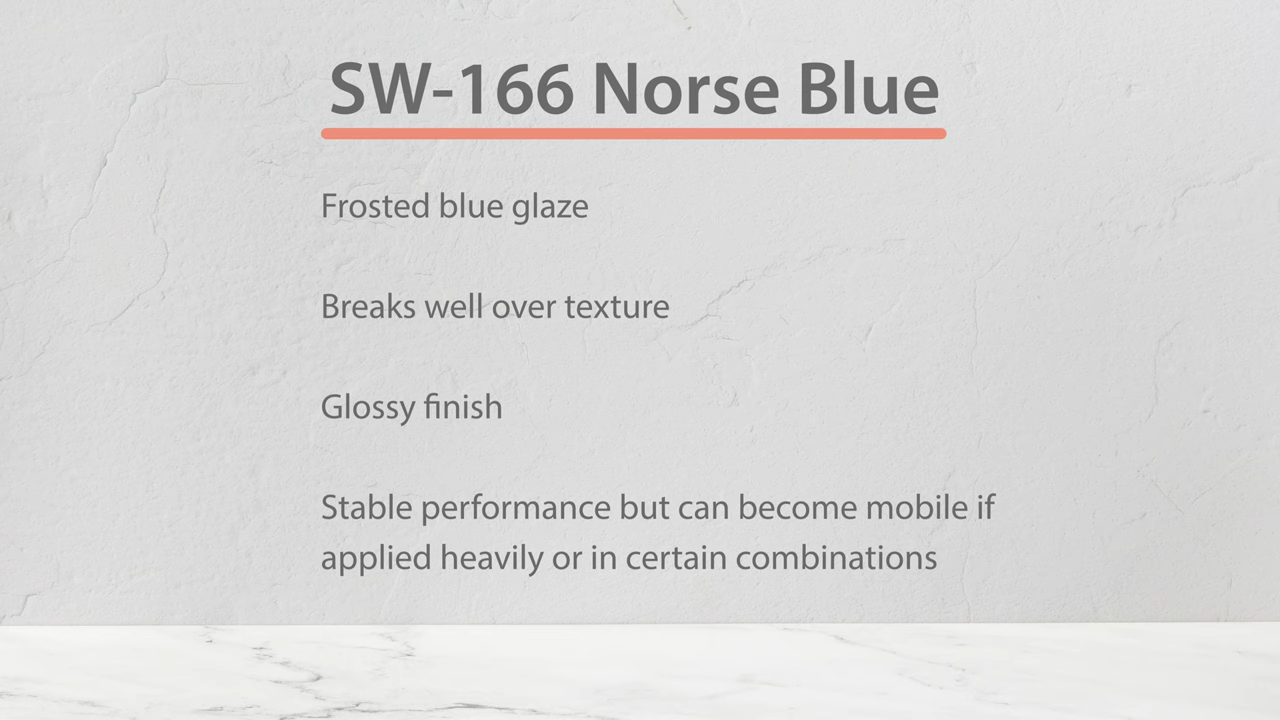 SW-166 Norse Blue
Frosted blue glaze
Breaks well over texture
Glossy finish
Stable performance but can become mobile if
applied heavily or in certain combinations